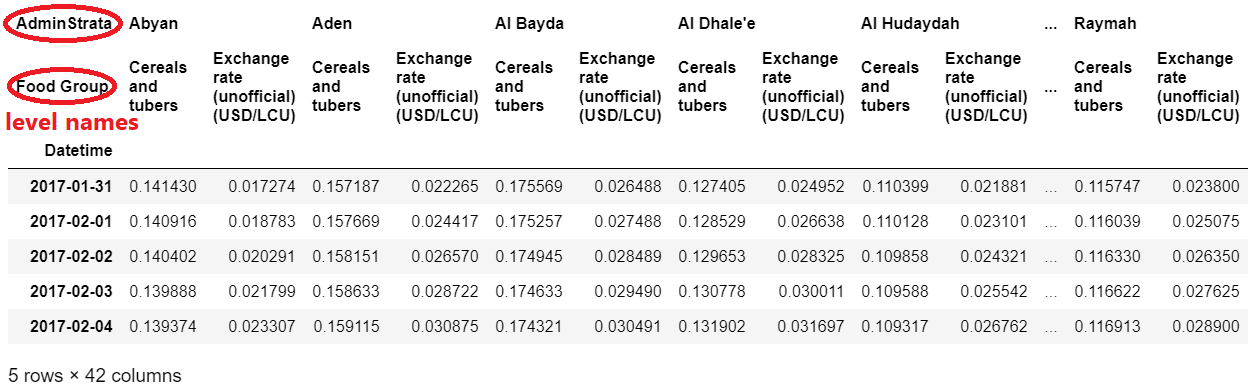 AdminStrata Abyan Aden Al Bayda Al Dhale'e Al Hudaydah ... Raymah
Food Group Cereals and tubers Exchange rate (unofficial) (USD/LCU) Cereals and tubers Exchange rate (unofficial) (USD/LCU) Cereals and tubers Exchange rate (unofficial) (USD/LCU) Cereals and tubers Exchange rate (unofficial) (USD/LCU) Cereals and tubers Exchange rate (unofficial) (USD/LCU) ... Cereals and tubers Exchange rate (unofficial) (USD/LCU)
level names
Datetime
2017-01-31 0.141430 0.017274 0.157187 0.022265 0.175569 0.026488 0.127405 0.024952 0.110399 0.021881 ... 0.115747 0.023800
2017-02-01 0.140916 0.018783 0.157669 0.024417 0.175257 0.027488 0.128529 0.026638 0.110128 0.023101 ... 0.116039 0.025075
2017-02-02 0.140402 0.020291 0.158151 0.026570 0.174945 0.028489 0.129653 0.028325 0.109858 0.024321 ... 0.116330 0.026350
2017-02-03 0.139888 0.021799 0.158633 0.028722 0.174633 0.029490 0.130778 0.030011 0.109588 0.025542 ... 0.116622 0.027625
2017-02-04 0.139374 0.023307 0.159115 0.030875 0.174321 0.030491 0.131902 0.031697 0.109317 0.026762 ... 0.116913 0.028900
5 rows × 42 columns